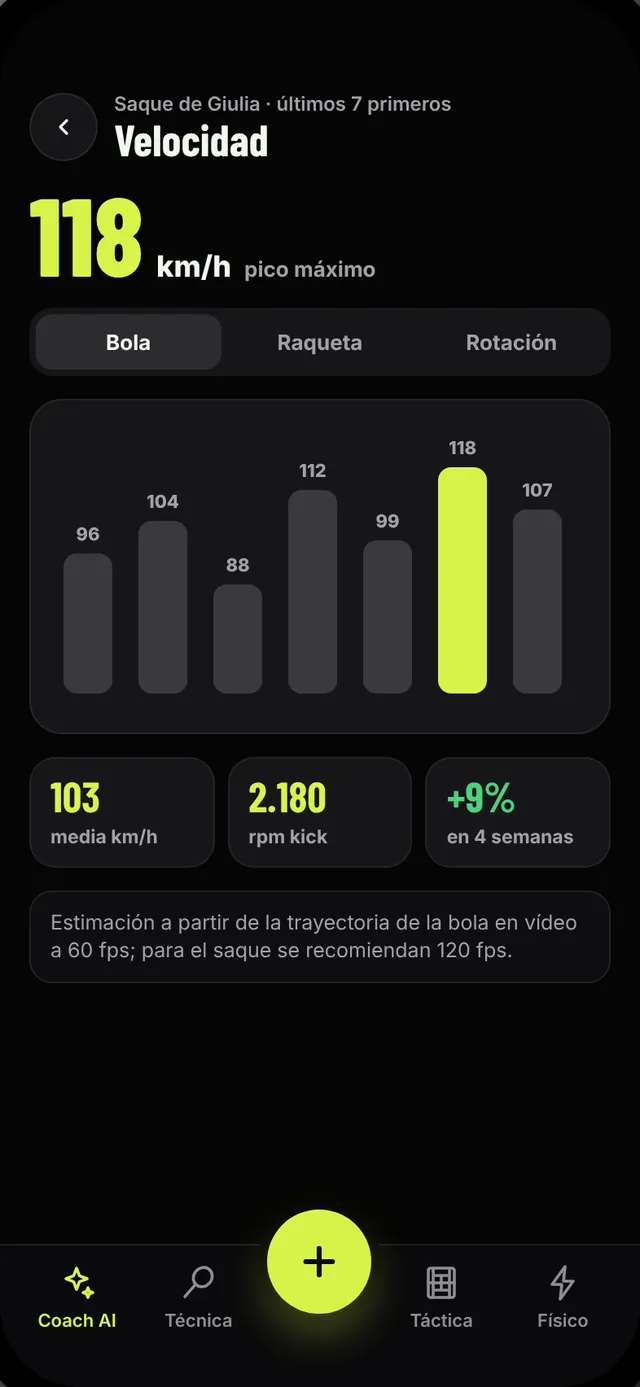 Saque de Giulia · últimos 7 primeros
Velocidad
118 km/h pico máximo
Bola Raqueta Rotación
96 104 88 112 99 118 107
103 2.180 +9%
media km/h rpm kick en 4 semanas
Estimación a partir de la trayectoria de la bola en vídeo
a 60 fps; para el saque se recomiendan 120 fps.
Coach AI Técnica Táctica Físico